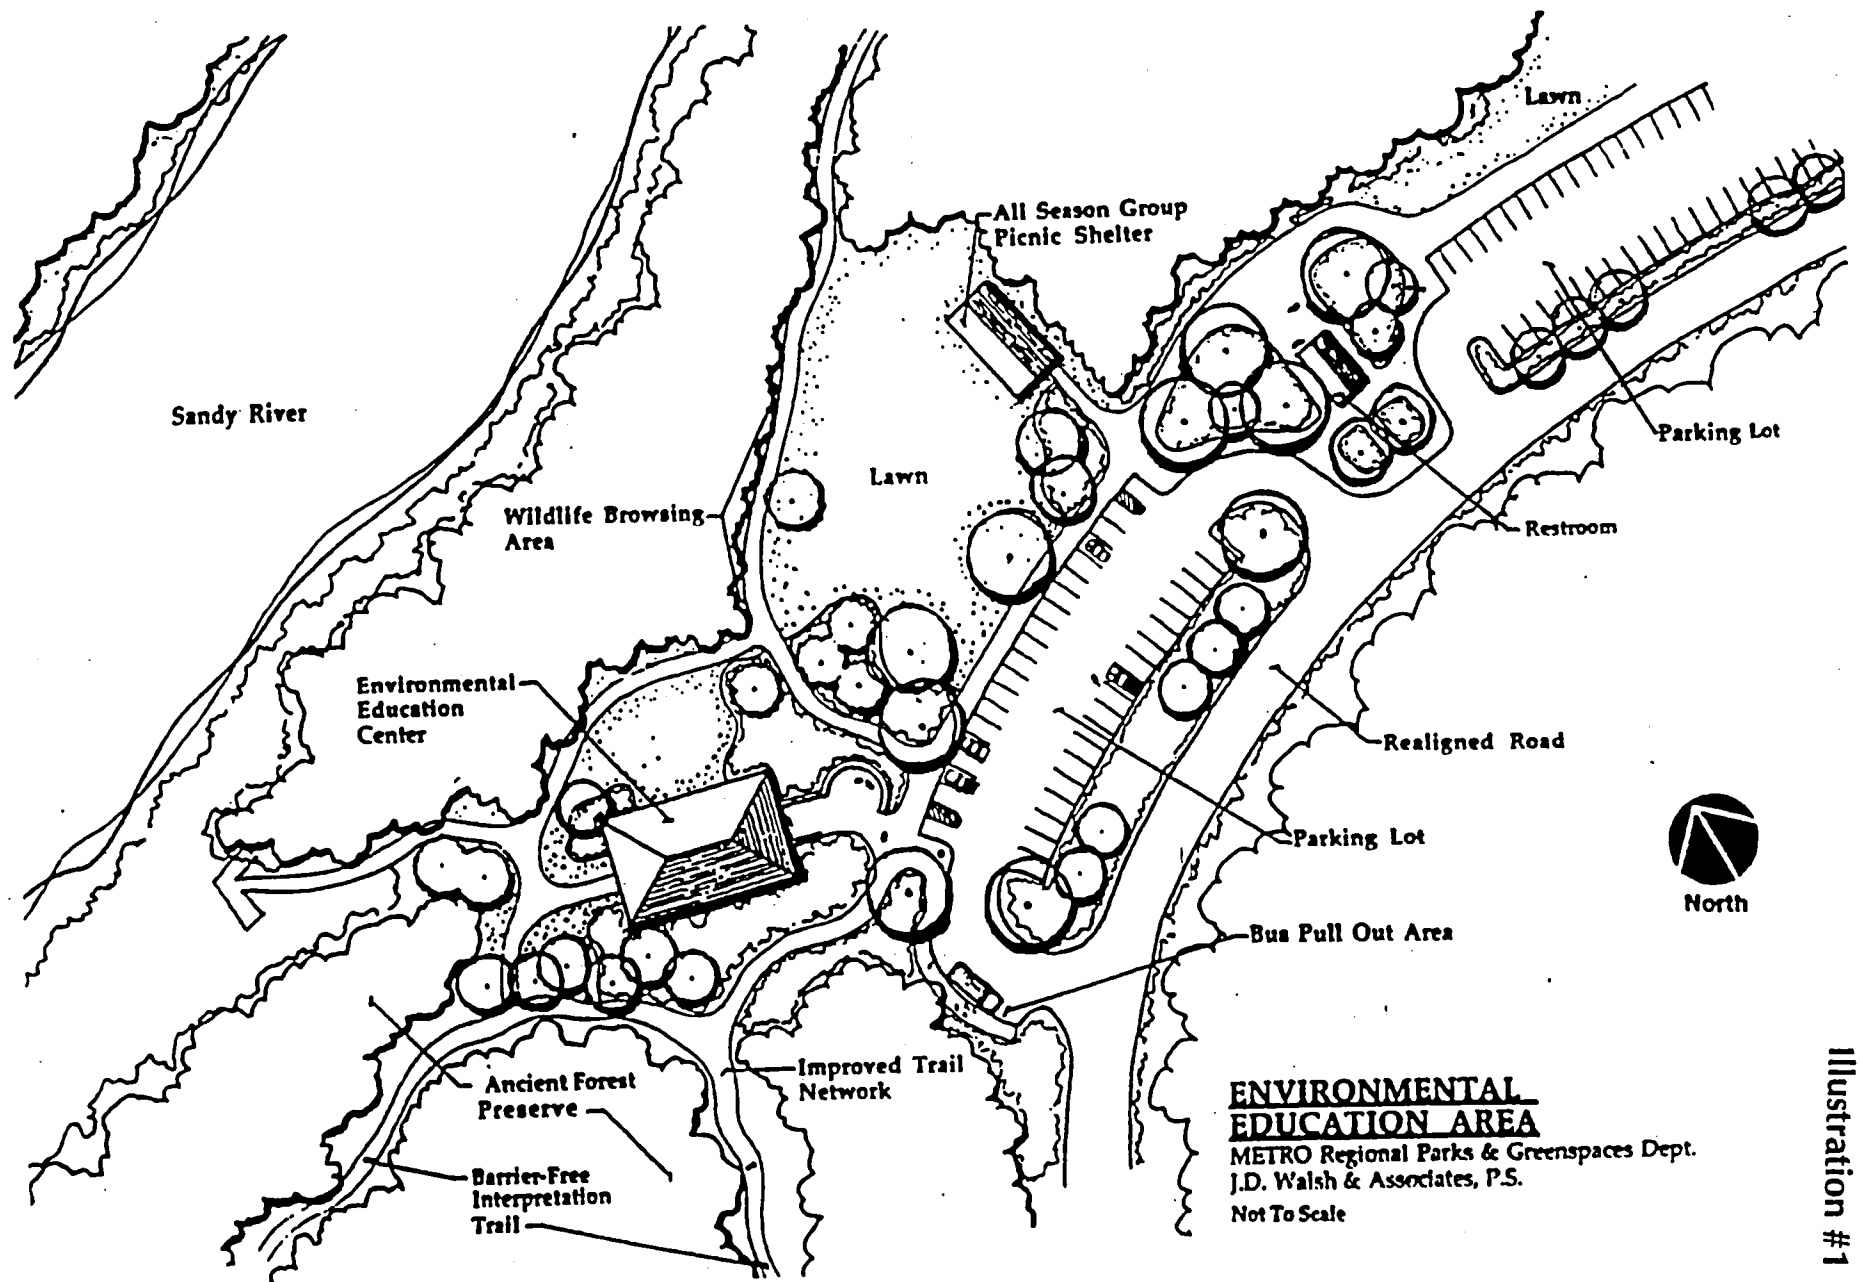 Lawn
All Season Group
Picnic Shelter
Sandy River
Parking Lot
Lawn
Wildlife Browsing
Area
Restroom
Environmental
Education
Center
Realigned Road
Parking Lot
North
Bus Pull Out Area
Improved Trail
Network
Ancient Forest
Preserve
Barrier-Free
Interpretation
Trail
ENVIRONMENTAL
EDUCATION AREA
METRO Regional Parks & Greenspaces Dept.
J.D. Walsh & Associates, P.S.
Not To Scale
Illustration #1